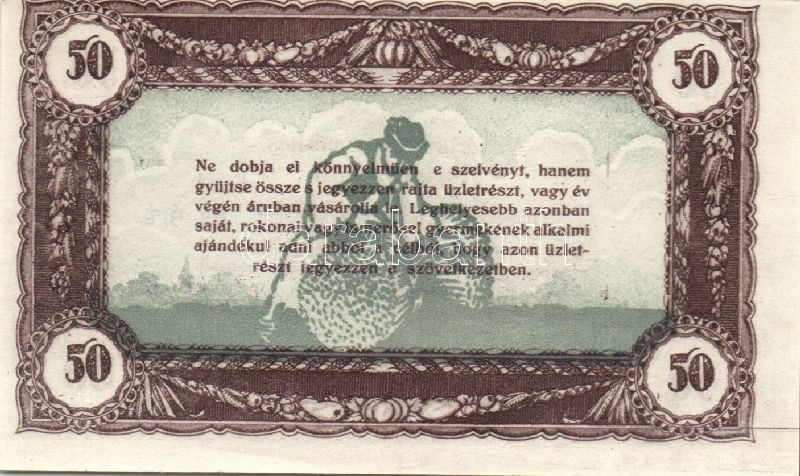 50 50
Ne dobja el könnyelműen e szelvényt, hanem
gyüjtse össze s jegyezzen rajta üzletrészt, vagy év
végén áruban vásárolja le. Leghelyesebb azonban
saját, rokonai vagy ismerősei gyermekének alkalmi
ajándékul adni abból a célból, hogy azon üzlet-
részt jegyezzen a szövetkezetben.
darabanth
50 50